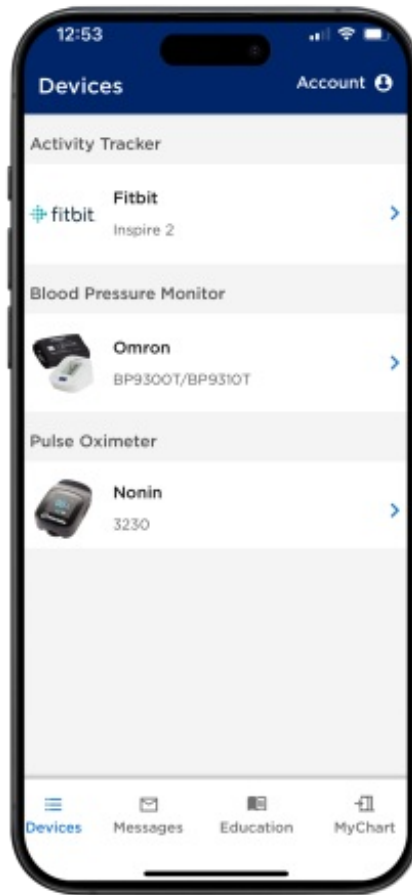 12:53
Devices
Account
Activity Tracker
fitbit
Fitbit
Inspire 2
Blood Pressure Monitor
Omron
BP9300T/BP9310T
Pulse Oximeter
Nonin
3230
Devices
Messages
Education
MyChart